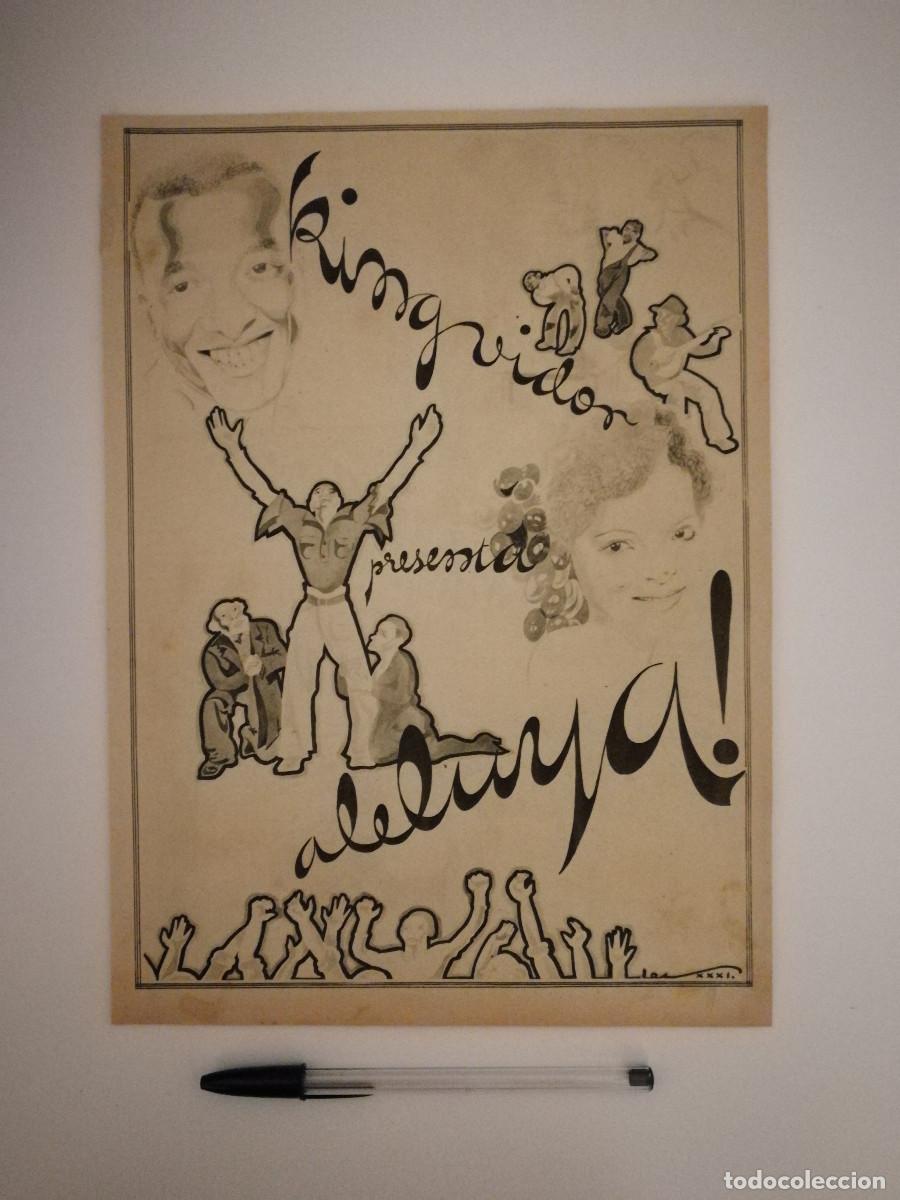 King Vidor
presenta
aleluya!
XXXI.
todocoleccion